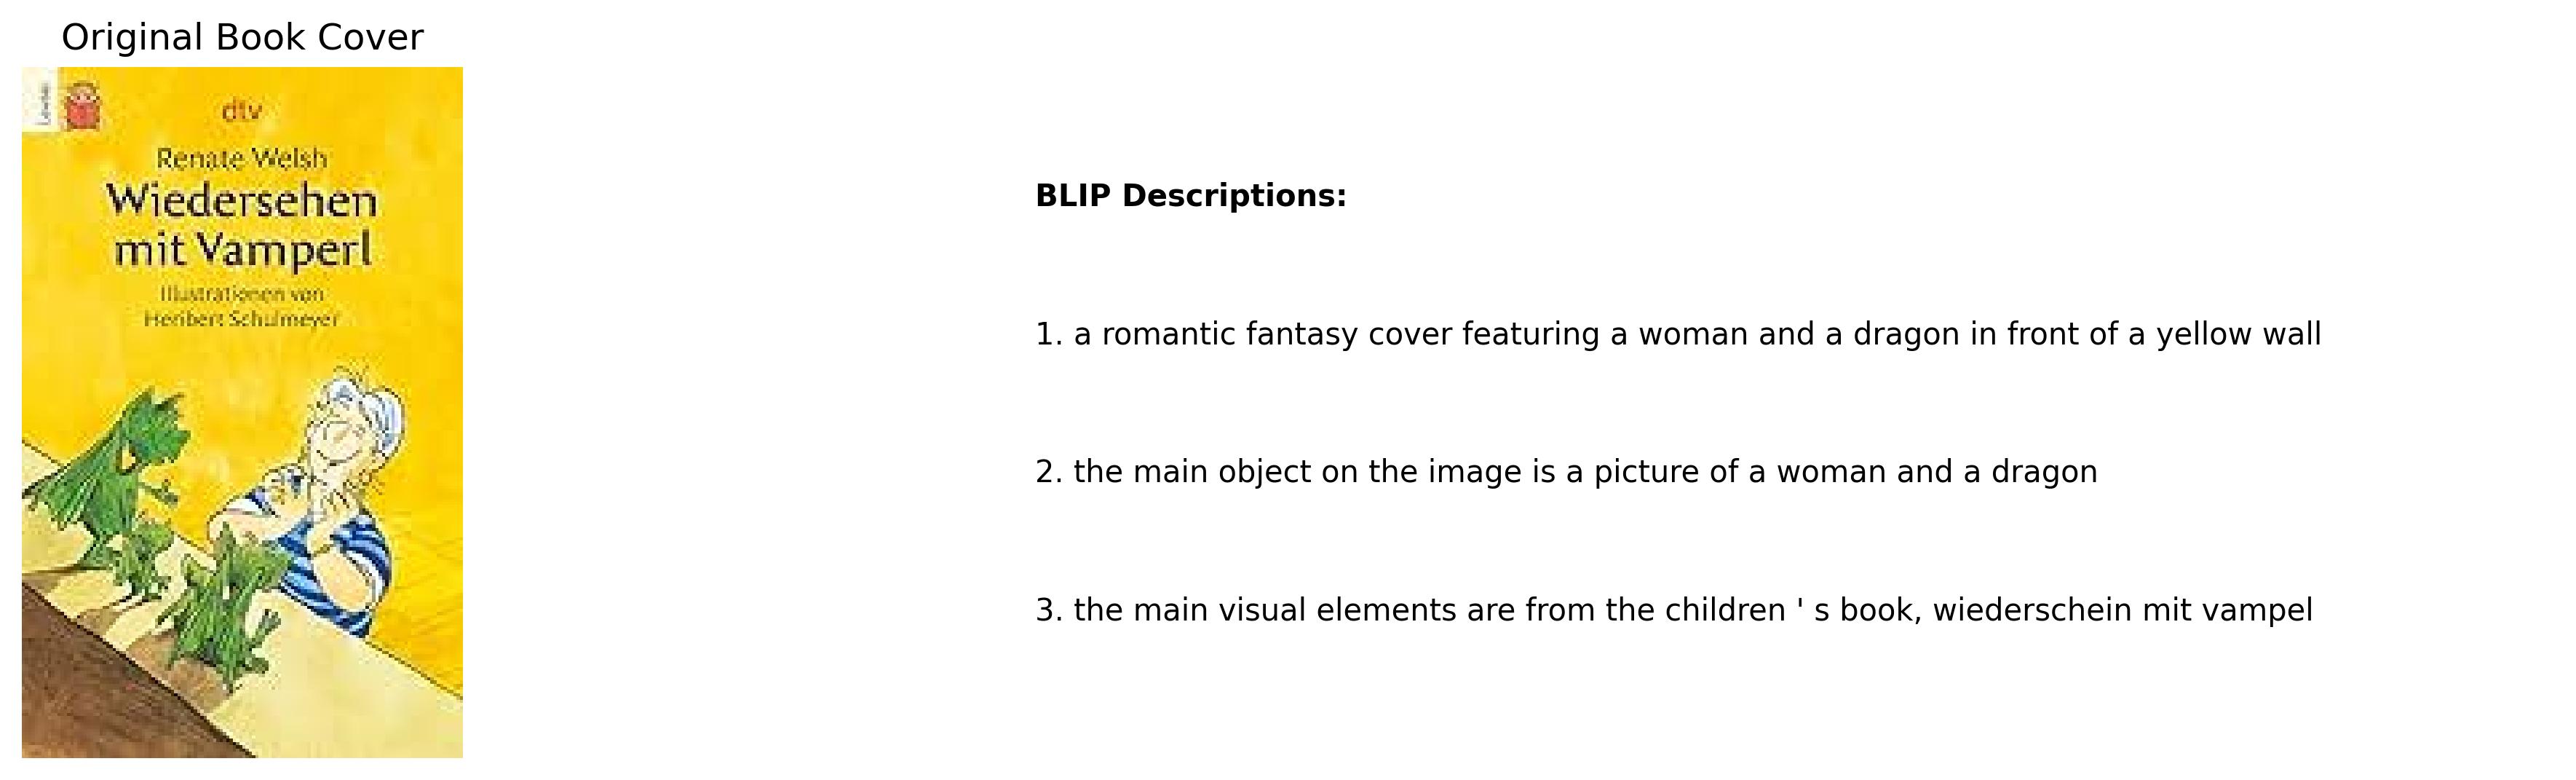 Original Book Cover
dtv
Renate Welsh
Wiedersehen
mit Vamperl
Illustrationen von
Heribert Schulmeyer
BLIP Descriptions:
1. a romantic fantasy cover featuring a woman and a dragon in front of a yellow wall
2. the main object on the image is a picture of a woman and a dragon
3. the main visual elements are from the children ' s book, wiederschein mit vampel